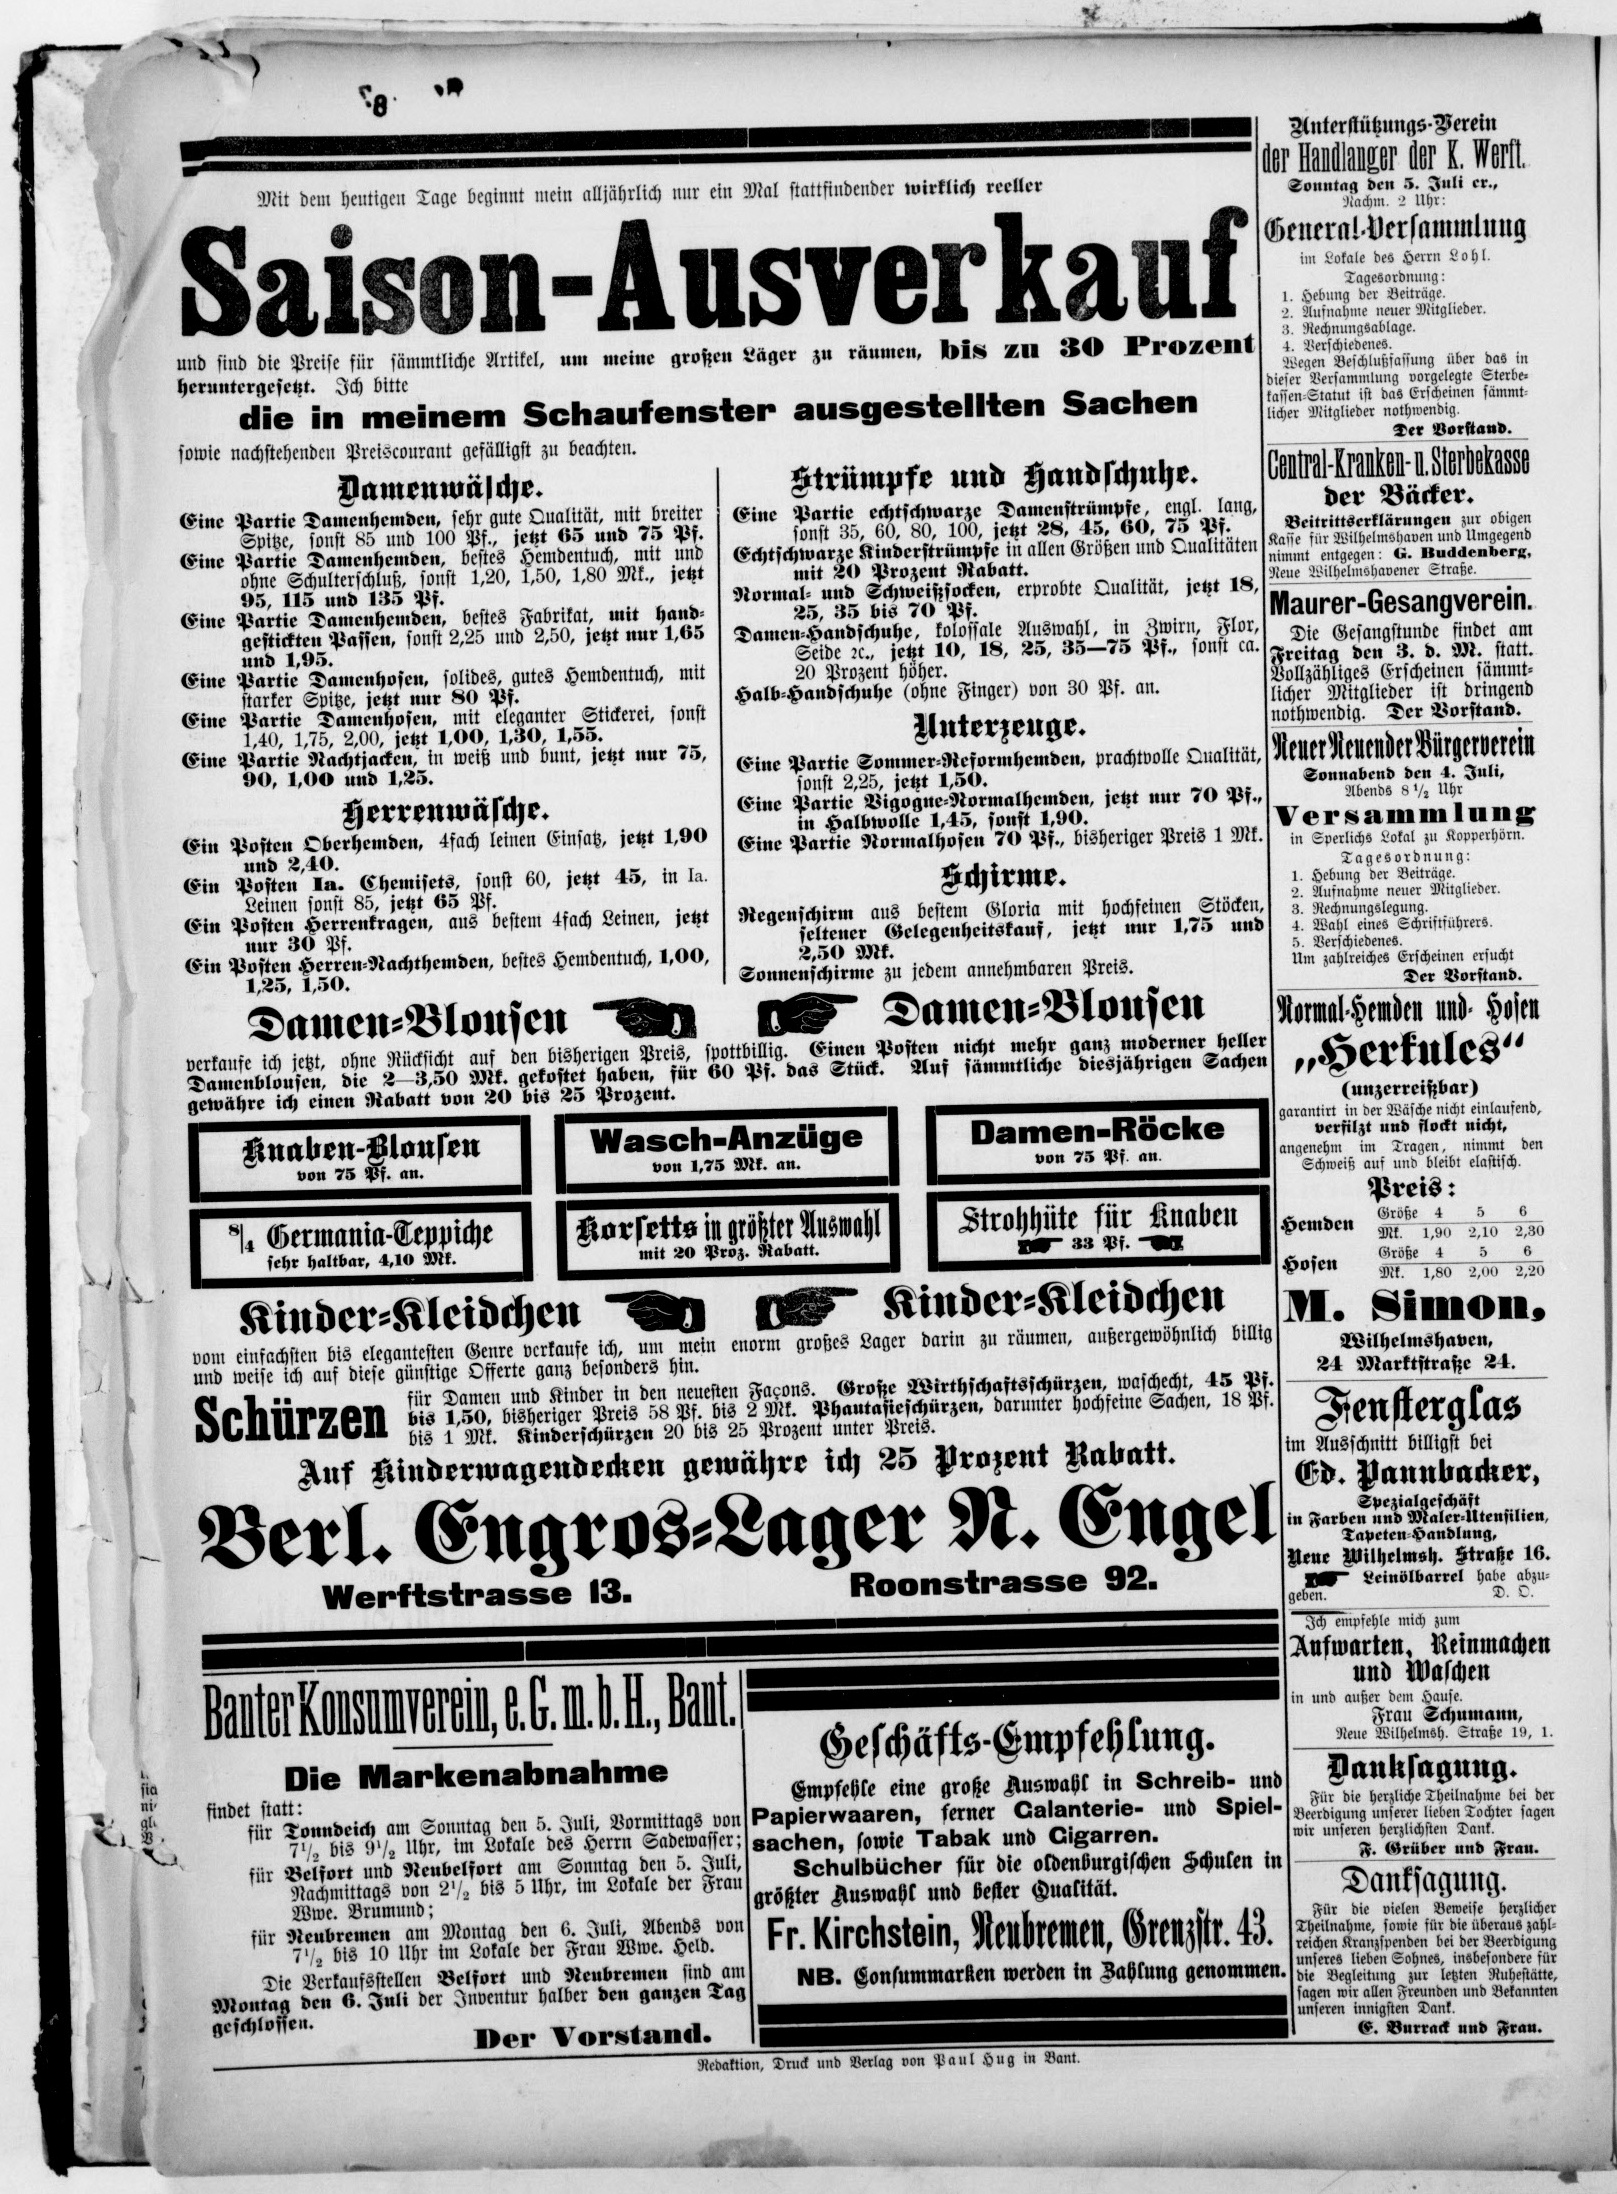 Mit dem heutigen Tage beginnt mein alljährlich nur ein Mal stattfindender wirklich reeller
Saison-Ausverkauf
und sind die Preise für sämmtliche Artikel, um meine großen Läger zu räumen, bis zu 30 Prozent
heruntergesetzt. Ich bitte
die in meinem Schaufenster ausgestellten Sachen
sowie nachstehenden Preiscourant gefälligst zu beachten.
Damenwäsche.
Eine Partie Damenhemden, sehr gute Qualität, mit breiter
Spitze, sonst 85 und 100 Pf., jetzt 65 und 75 Pf.
Eine Partie Damenhemden, bestes Hemdentuch, mit und
ohne Schulterschluß, sonst 1,20, 1,50, 1,80 Mk., jetzt
95, 115 und 135 Pf.
Eine Partie Damenhemden, bestes Fabrikat, mit hand-
gestickten Passen, sonst 2,25 und 2,50, jetzt nur 1,65
und 1,95.
Eine Partie Damenhosen, solides, gutes Hemdentuch, mit
starker Spitze, jetzt nur 80 Pf.
Eine Partie Damenhosen, mit eleganter Stickerei, sonst
1,40, 1,75, 2,00, jetzt 1,00, 1,30, 1,55.
Eine Partie Nachtjacken, in weiß und bunt, jetzt nur 75,
90, 1,00 und 1,25.
Herrenwäsche.
Ein Posten Oberhemden, 4fach leinen Einsatz, jetzt 1,90
und 2,40.
Ein Posten Ia. Chemisets, sonst 60, jetzt 45, in Ia.
Leinen sonst 85, jetzt 65 Pf.
Ein Posten Herrenkragen, aus bestem 4fach Leinen, jetzt
nur 30 Pf.
Ein Posten Herren-Nachthemden, bestes Hemdentuch, 1,00,
1,25, 1,50.
Strümpfe und Handschuhe.
Eine Partie echtschwarze Damenstrümpfe, engl. lang,
sonst 35, 60, 80, 100, jetzt 28, 45, 60, 75 Pf.
Echtschwarze Kinderstrümpfe in allen Größen und Qualitäten
mit 20 Prozent Rabatt.
Normal- und Schweißsocken, erprobte Qualität, jetzt 18,
25, 35 bis 70 Pf.
Damen-Handschuhe, kolossale Auswahl, in Zwirn, Flor,
Seide ꝛc., jetzt 10, 18, 25, 35—75 Pf., sonst ca.
20 Prozent höher.
Halb-Handschuhe (ohne Finger) von 30 Pf. an.
Unterzeuge.
Eine Partie Sommer-Reformhemden, prachtvolle Qualität,
sonst 2,25, jetzt 1,50.
Eine Partie Vigogne-Normalhemden, jetzt nur 70 Pf.,
in Halbwolle 1,45, sonst 1,90.
Eine Partie Normalhosen 70 Pf., bisheriger Preis 1 Mk.
Schirme.
Regenschirm aus bestem Gloria mit hochfeinen Stöcken,
seltener Gelegenheitskauf, jetzt nur 1,75 und
2,50 Mk.
Sonnenschirme zu jedem annehmbaren Preis.
Damen-Blousen Damen-Blousen
verkaufe ich jetzt, ohne Rücksicht auf den bisherigen Preis, spottbillig. Einen Posten nicht mehr ganz moderner heller
Damenblousen, die 2—3,50 Mk. gekostet haben, für 60 Pf. das Stück. Auf sämmtliche diesjährigen Sachen
gewähre ich einen Rabatt von 20 bis 25 Prozent.
Knaben-Blousen
von 75 Pf. an.
Wasch-Anzüge
von 1,75 Mk. an.
Damen-Röcke
von 75 Pf. an.
8/4 Germania-Teppiche
sehr haltbar, 4,10 Mk.
Korsetts in größter Auswahl
mit 20 Proz. Rabatt.
Strohhüte für Knaben
33 Pf.
Kinder-Kleidchen Kinder-Kleidchen
vom einfachsten bis elegantesten Genre verkaufe ich, um mein enorm großes Lager darin zu räumen, außergewöhnlich billig
und weise ich auf diese günstige Offerte ganz besonders hin.
Schürzen für Damen und Kinder in den neuesten Façons. Große Wirthschaftsschürzen, waschecht, 45 Pf.
bis 1,50, bisheriger Preis 58 Pf. bis 2 Mk. Phantasieschürzen, darunter hochfeine Sachen, 18 Pf.
bis 1 Mk. Kinderschürzen 20 bis 25 Prozent unter Preis.
Auf Kinderwagendecken gewähre ich 25 Prozent Rabatt.
Berl. Engros-Lager N. Engel
Werftstrasse 13. Roonstrasse 92.
Banter Konsumverein, e. G. m. b. H., Bant.
Die Markenabnahme
findet statt:
für Tonndeich am Sonntag den 5. Juli, Vormittags von
7 1/2 bis 9 1/2 Uhr, im Lokale des Herrn Sadewasser;
für Belfort und Neubelfort am Sonntag den 5. Juli,
Nachmittags von 2 1/2 bis 5 Uhr, im Lokale der Frau
Wwe. Brumund;
für Neubremen am Montag den 6. Juli, Abends von
7 1/2 bis 10 Uhr im Lokale der Frau Wwe. Held.
Die Verkaufsstellen Belfort und Neubremen sind am
Montag den 6. Juli der Inventur halber den ganzen Tag
geschlossen.
Der Vorstand.
Geschäfts-Empfehlung.
Empfehle eine große Auswahl in Schreib- und
Papierwaaren, ferner Galanterie- und Spiel-
sachen, sowie Tabak und Cigarren.
Schulbücher für die oldenburgischen Schulen in
größter Auswahl und bester Qualität.
Fr. Kirchstein, Neubremen, Grenzstr. 43.
NB. Consummarken werden in Zahlung genommen.
Unterstützungs-Verein
der Handlanger der K. Werft.
Sonntag den 5. Juli cr.,
Nachm. 2 Uhr:
General-Versammlung
im Lokale des Herrn Lohl.
Tagesordnung:
1. Hebung der Beiträge.
2. Aufnahme neuer Mitglieder.
3. Rechnungsablage.
4. Verschiedenes.
Wegen Beschlußfassung über das in
dieser Versammlung vorgelegte Sterbe-
kassen-Statut ist das Erscheinen sämmt-
licher Mitglieder nothwendig.
Der Vorstand.
Central-Kranken- u. Sterbekasse
der Bäcker.
Beitrittserklärungen zur obigen
Kasse für Wilhelmshaven und Umgegend
nimmt entgegen: G. Buddenberg,
Neue Wilhelmshavener Straße.
Maurer-Gesangverein.
Die Gesangstunde findet am
Freitag den 3. d. M. statt.
Vollzähliges Erscheinen sämmt-
licher Mitglieder ist dringend
nothwendig. Der Vorstand.
Neuer Neuender Bürgerverein
Sonnabend den 4. Juli,
Abends 8 1/2 Uhr
Versammlung
in Sperlichs Lokal zu Kopperhörn.
Tagesordnung:
1. Hebung der Beiträge.
2. Aufnahme neuer Mitglieder.
3. Rechnungslegung.
4. Wahl eines Schriftführers.
5. Verschiedenes.
Um zahlreiches Erscheinen ersucht
Der Vorstand.
Normal-Hemden und- Hosen
„Herkules“
(unzerreißbar)
garantirt in der Wäsche nicht einlaufend,
verfilzt und flockt nicht,
angenehm im Tragen, nimmt den
Schweiß auf und bleibt elastisch.
Preis:
Hemden Größe 4 5 6
Mk. 1,90 2,10 2,30
Hosen Größe 4 5 6
Mk. 1,80 2,00 2,20
M. Simon,
Wilhelmshaven,
24 Marktstraße 24.
Fensterglas
im Ausschnitt billigst bei
Ed. Pannbacker,
Spezialgeschäft
in Farben und Maler-Utensilien,
Tapeten-Handlung,
Neue Wilhelmsh. Straße 16.
Leinölbarrel habe abzu-
geben. D. O.
Ich empfehle mich zum
Aufwarten, Reinmachen
und Waschen
in und außer dem Hause.
Frau Schumann,
Neue Wilhelmsh. Straße 19, 1.
Danksagung.
Für die herzliche Theilnahme bei der
Beerdigung unserer lieben Tochter sagen
wir unseren herzlichsten Dank.
F. Grüber und Frau.
Danksagung.
Für die vielen Beweise herzlicher
Theilnahme, sowie für die überaus zahl-
reichen Kranzspenden bei der Beerdigung
unseres lieben Sohnes, insbesondere für
die Begleitung zur letzten Ruhestätte,
sagen wir allen Freunden und Bekannten
unseren innigsten Dank.
E. Burrack und Frau.
Redaktion, Druck und Verlag von Paul Hug in Bant.